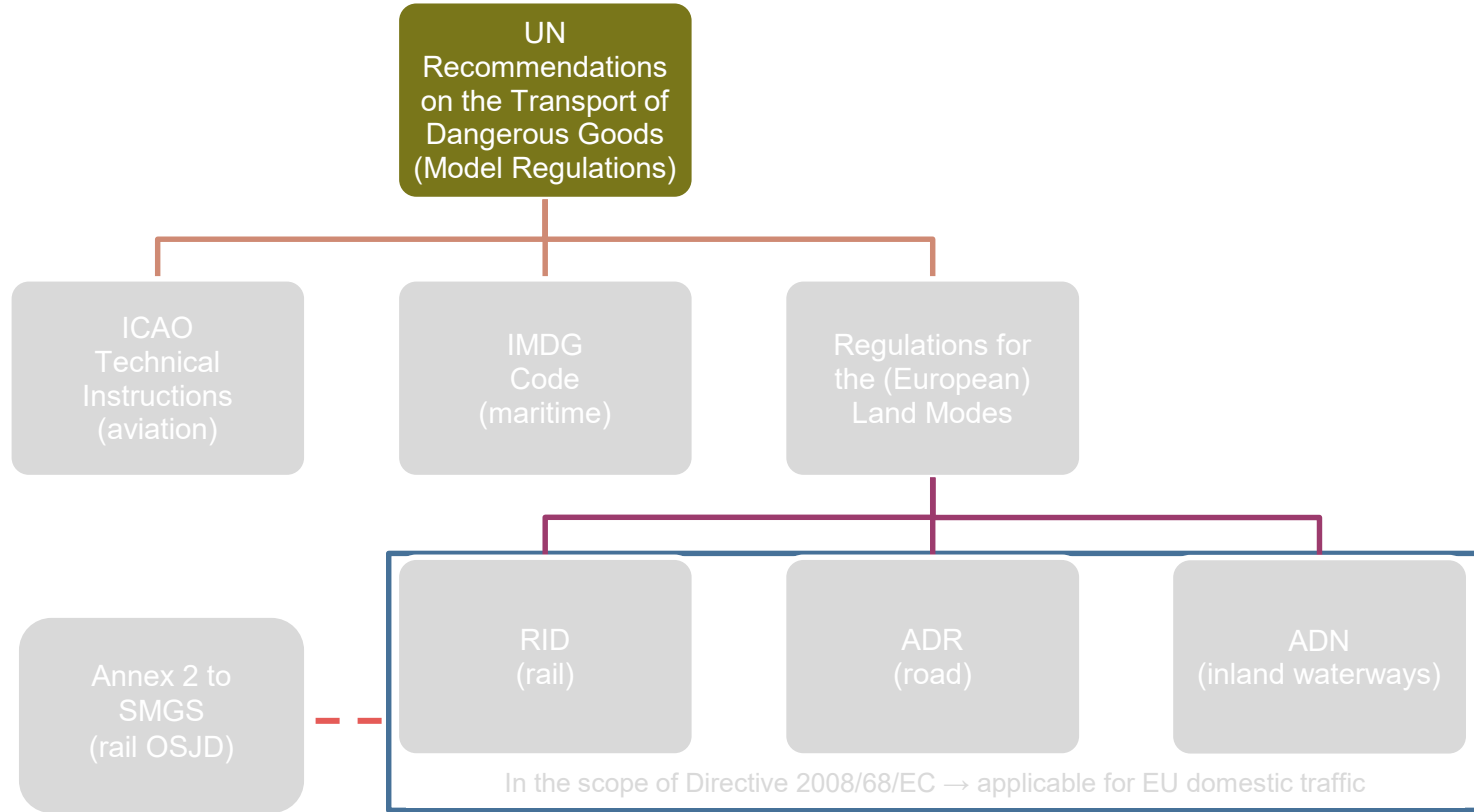 UN
Recommendations
on the Transport of
Dangerous Goods
(Model Regulations)
ICAO
Technical
Instructions
(aviation)
IMDG
Code
(maritime)
Regulations for
the (European)
Land Modes
Annex 2 to
SMGS
(rail OSJD)
RID
(rail)
ADR
(road)
ADN
(inland waterways)
In the scope of Directive 2008/68/EC → applicable for EU domestic traffic